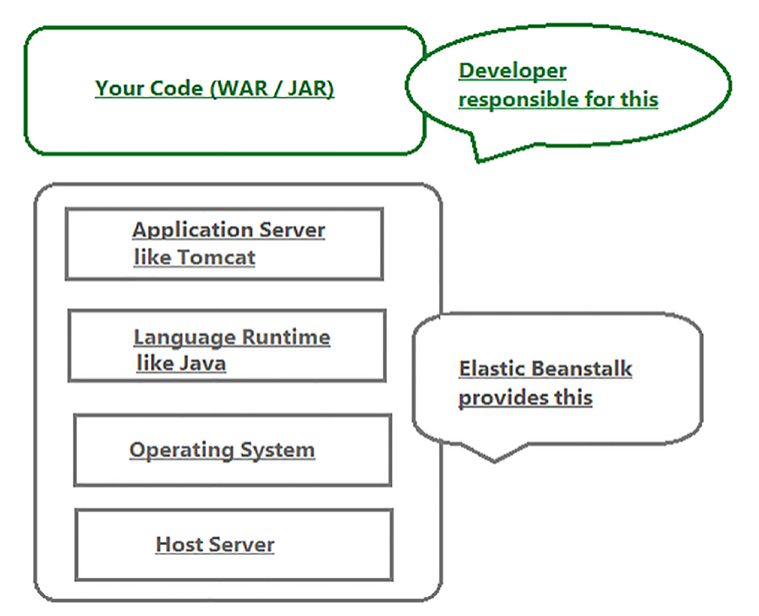 Your Code (WAR / JAR)
Developer
responsible for this
Application Server
like Tomcat
Language Runtime
like Java
Elastic Beanstalk
provides this
Operating System
Host Server